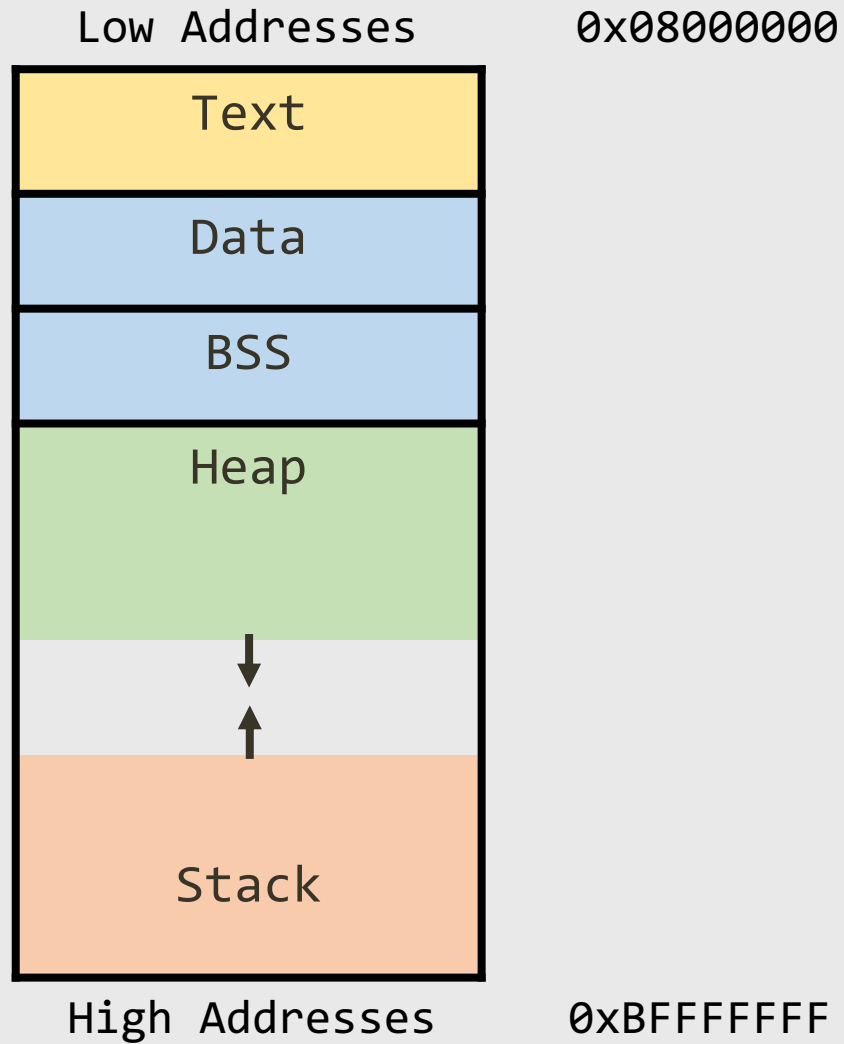 Low Addresses 0x08000000
Text
Data
BSS
Heap
Stack
High Addresses 0xBFFFFFFF